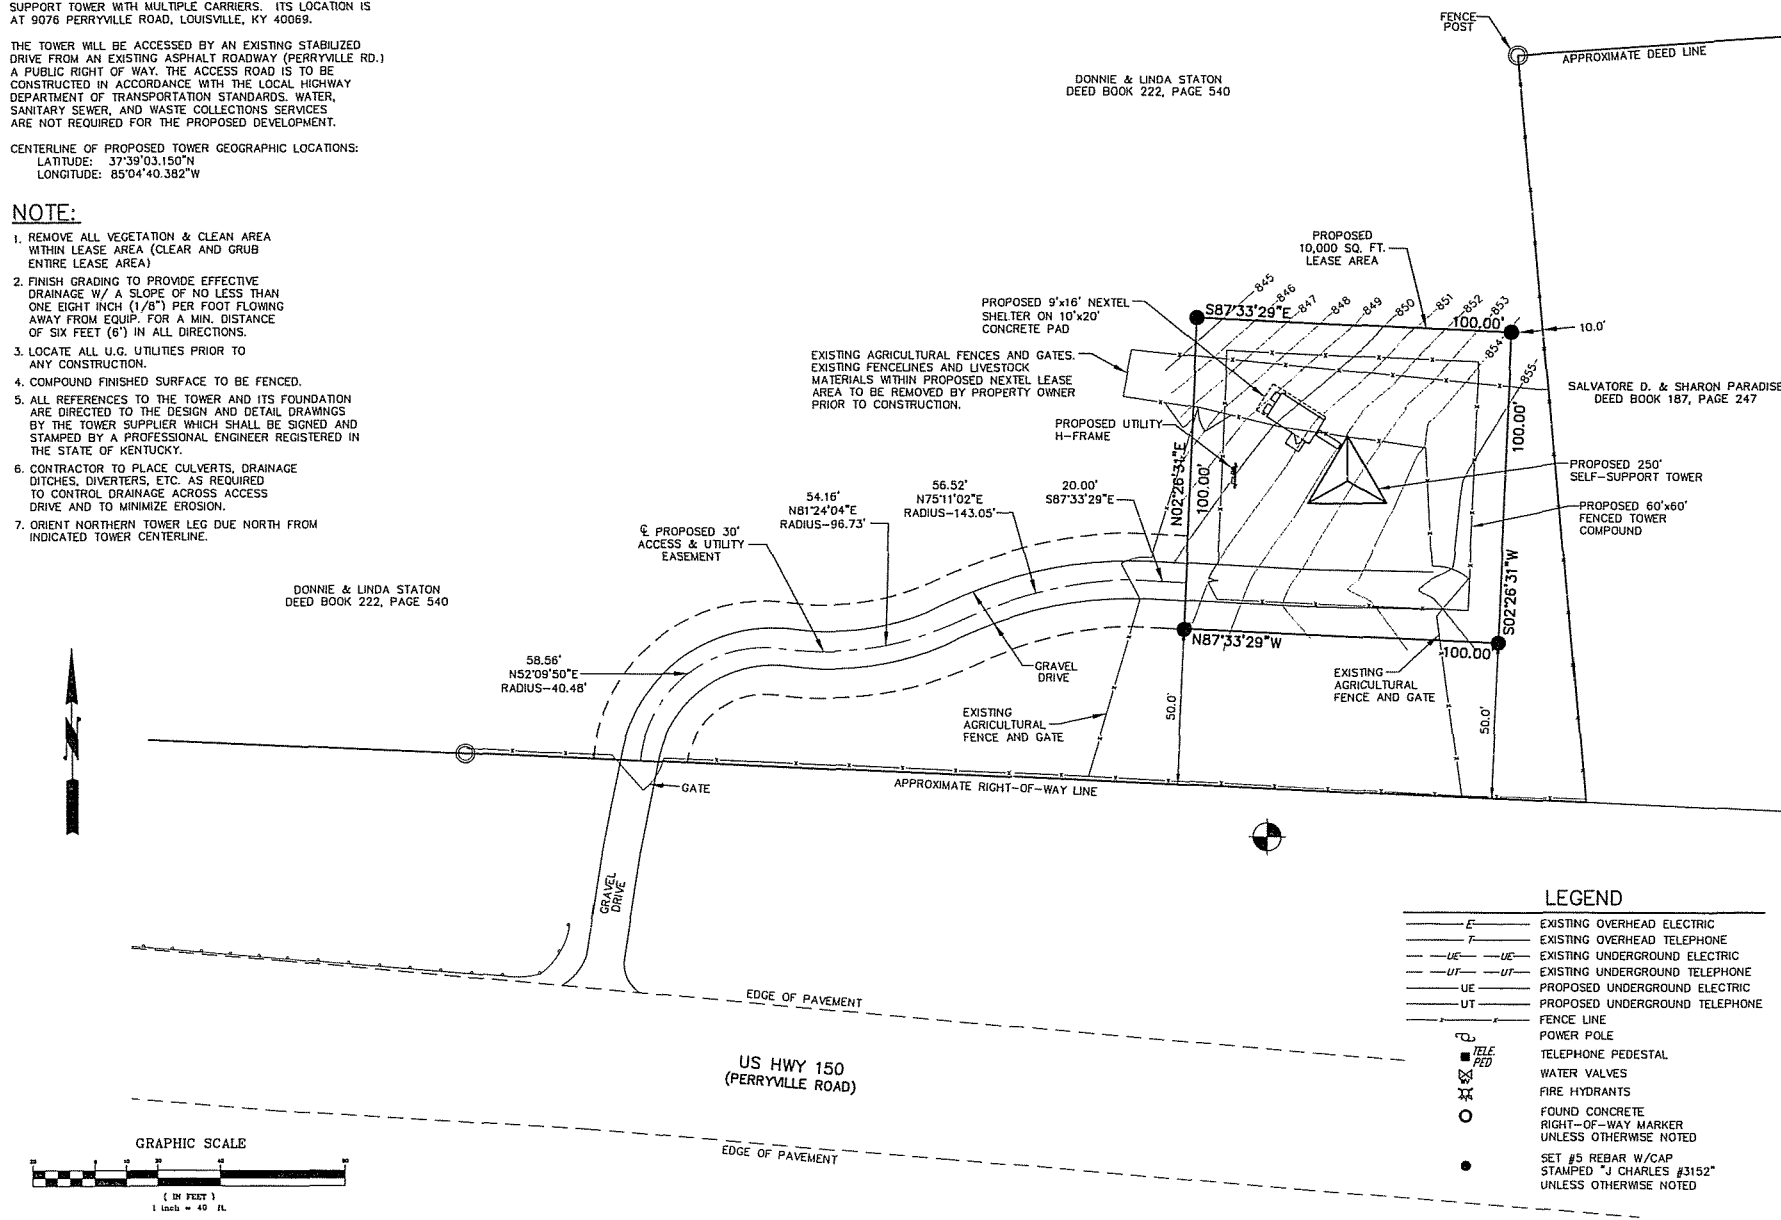 SUPPORT TOWER WITH MULTIPLE CARRIERS. ITS LOCATION IS
AT 9076 PERRYVILLE ROAD, LOUISVILLE, KY 40069.
THE TOWER WILL BE ACCESSED BY AN EXISTING STABILIZED
DRIVE FROM AN EXISTING ASPHALT ROADWAY (PERRYVILLE RD.)
A PUBLIC RIGHT OF WAY. THE ACCESS ROAD IS TO BE
CONSTRUCTED IN ACCORDANCE WITH THE LOCAL HIGHWAY
DEPARTMENT OF TRANSPORTATION STANDARDS. WATER,
SANITARY SEWER, AND WASTE COLLECTIONS SERVICES
ARE NOT REQUIRED FOR THE PROPOSED DEVELOPMENT.
CENTERLINE OF PROPOSED TOWER GEOGRAPHIC LOCATIONS:
LATITUDE: 37°39'03.150"N
LONGITUDE: 85°04'40.382"W
NOTE:
1. REMOVE ALL VEGETATION & CLEAN AREA
WITHIN LEASE AREA (CLEAR AND GRUB
ENTIRE LEASE AREA)
2. FINISH GRADING TO PROVIDE EFFECTIVE
DRAINAGE W/ A SLOPE OF NO LESS THAN
ONE EIGHT INCH (1/8") PER FOOT FLOWING
AWAY FROM EQUIP. FOR A MIN. DISTANCE
OF SIX FEET (6') IN ALL DIRECTIONS.
3. LOCATE ALL U.G. UTILITIES PRIOR TO
ANY CONSTRUCTION.
4. COMPOUND FINISHED SURFACE TO BE FENCED.
5. ALL REFERENCES TO THE TOWER AND ITS FOUNDATION
ARE DIRECTED TO THE DESIGN AND DETAIL DRAWINGS
BY THE TOWER SUPPLIER WHICH SHALL BE SIGNED AND
STAMPED BY A PROFESSIONAL ENGINEER REGISTERED IN
THE STATE OF KENTUCKY.
6. CONTRACTOR TO PLACE CULVERTS, DRAINAGE
DITCHES, DIVERTERS, ETC. AS REQUIRED
TO CONTROL DRAINAGE ACROSS ACCESS
DRIVE AND TO MINIMIZE EROSION.
7. ORIENT NORTHERN TOWER LEG DUE NORTH FROM
INDICATED TOWER CENTERLINE.
DONNIE & LINDA STATON
DEED BOOK 222, PAGE 540
FENCE
POST
APPROXIMATE DEED LINE
DONNIE & LINDA STATON
DEED BOOK 222, PAGE 540
PROPOSED
10,000 SQ. FT.
LEASE AREA
845
846
847
848
849
850
851
852
853
854
855
S87°33'29"E
100.00'
10.0'
PROPOSED 9'x16' NEXTEL
SHELTER ON 10'x20'
CONCRETE PAD
EXISTING AGRICULTURAL FENCES AND GATES.
EXISTING FENCELINES AND LIVESTOCK
MATERIALS WITHIN PROPOSED NEXTEL LEASE
AREA TO BE REMOVED BY PROPERTY OWNER
PRIOR TO CONSTRUCTION.
SALVATORE D. & SHARON PARADISE
DEED BOOK 187, PAGE 247
PROPOSED UTILITY
H-FRAME
N02°26'31"E
100.00'
100.00'
S02°26'31"W
PROPOSED 250'
SELF-SUPPORT TOWER
PROPOSED 60'x60'
FENCED TOWER
COMPOUND
20.00'
S87°33'29"E
56.52'
N75°11'02"E
RADIUS-143.05'
54.16'
N81°24'04"E
RADIUS-96.73'
℄ PROPOSED 30'
ACCESS & UTILITY
EASEMENT
58.56'
N52°09'50"E
RADIUS-40.48'
N87°33'29"W
100.00'
GRAVEL
DRIVE
EXISTING
AGRICULTURAL
FENCE AND GATE
EXISTING
AGRICULTURAL
FENCE AND GATE
50.0'
50.0'
N
GATE
APPROXIMATE RIGHT-OF-WAY LINE
GRAVEL
DRIVE
EDGE OF PAVEMENT
US HWY 150
(PERRYVILLE ROAD)
EDGE OF PAVEMENT
GRAPHIC SCALE
( IN FEET )
1 inch = 40 ft.
LEGEND
E EXISTING OVERHEAD ELECTRIC
T EXISTING OVERHEAD TELEPHONE
UE UE EXISTING UNDERGROUND ELECTRIC
UT UT EXISTING UNDERGROUND TELEPHONE
UE PROPOSED UNDERGROUND ELECTRIC
UT PROPOSED UNDERGROUND TELEPHONE
x x FENCE LINE
POWER POLE
TELE. PED TELEPHONE PEDESTAL
WATER VALVES
FIRE HYDRANTS
FOUND CONCRETE
RIGHT-OF-WAY MARKER
UNLESS OTHERWISE NOTED
SET #5 REBAR W/CAP
STAMPED "J CHARLES #3152"
UNLESS OTHERWISE NOTED